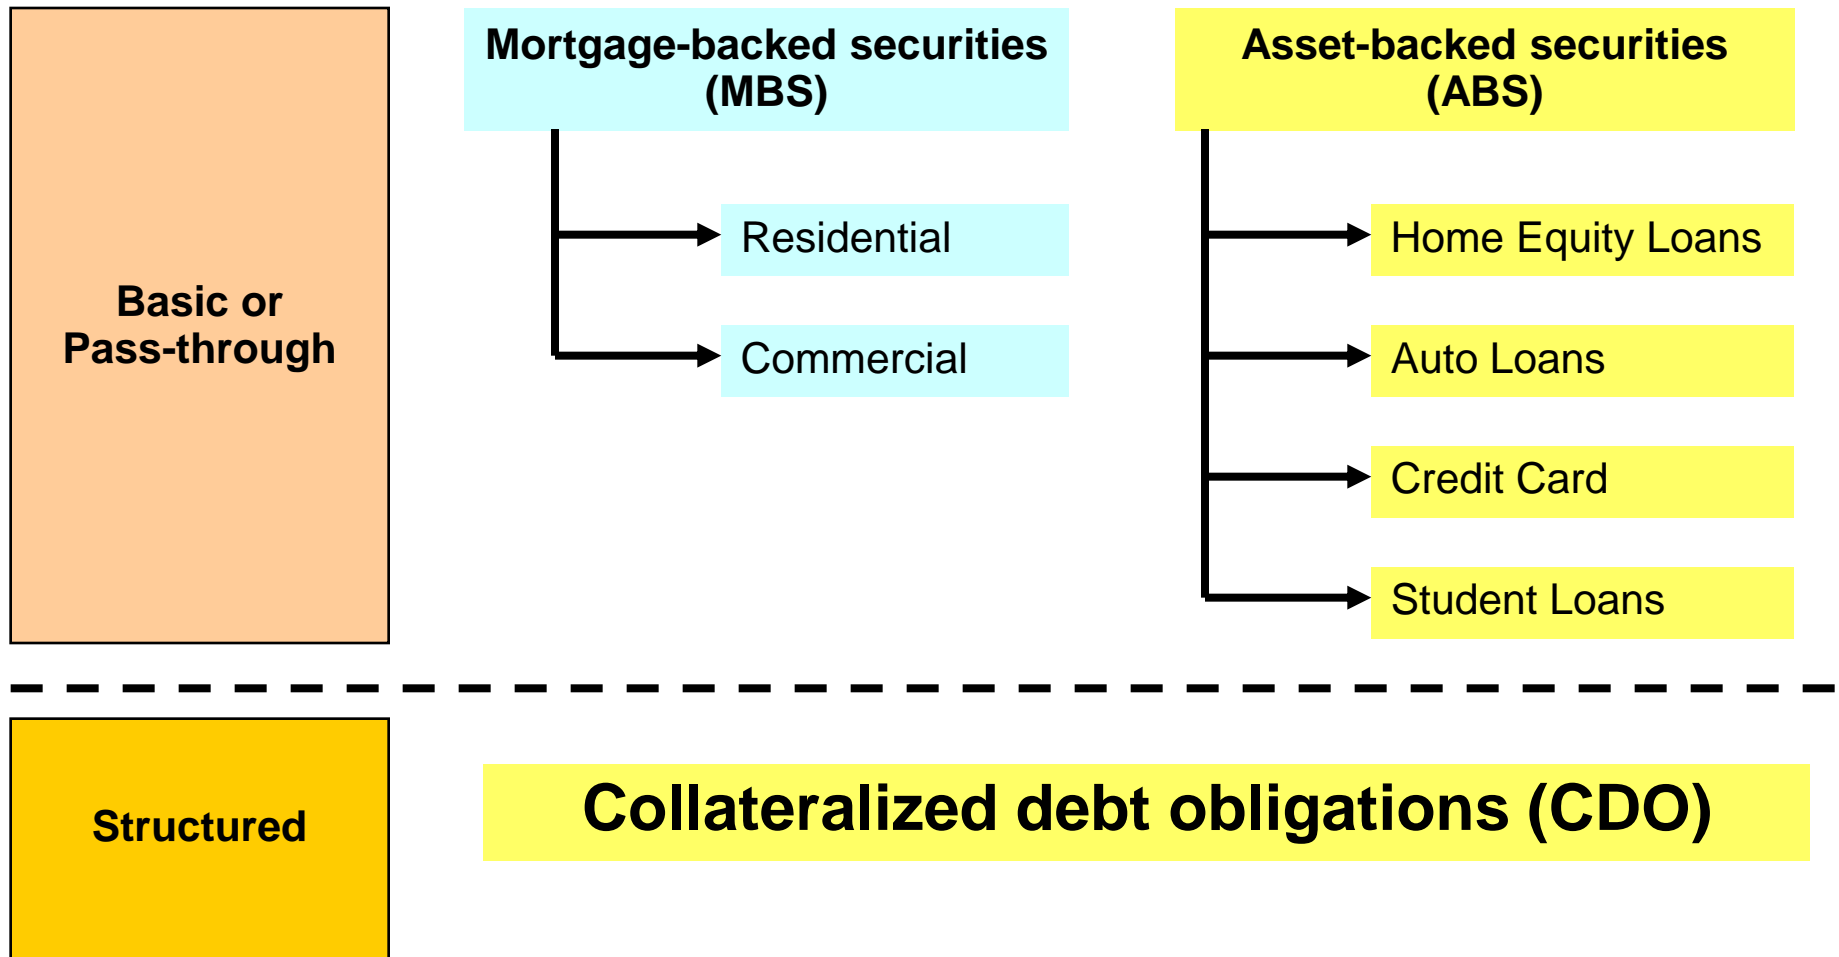 Basic or
Pass-through
Mortgage-backed securities
(MBS)
Residential
Commercial
Asset-backed securities
(ABS)
Home Equity Loans
Auto Loans
Credit Card
Student Loans
Structured
Collateralized debt obligations (CDO)